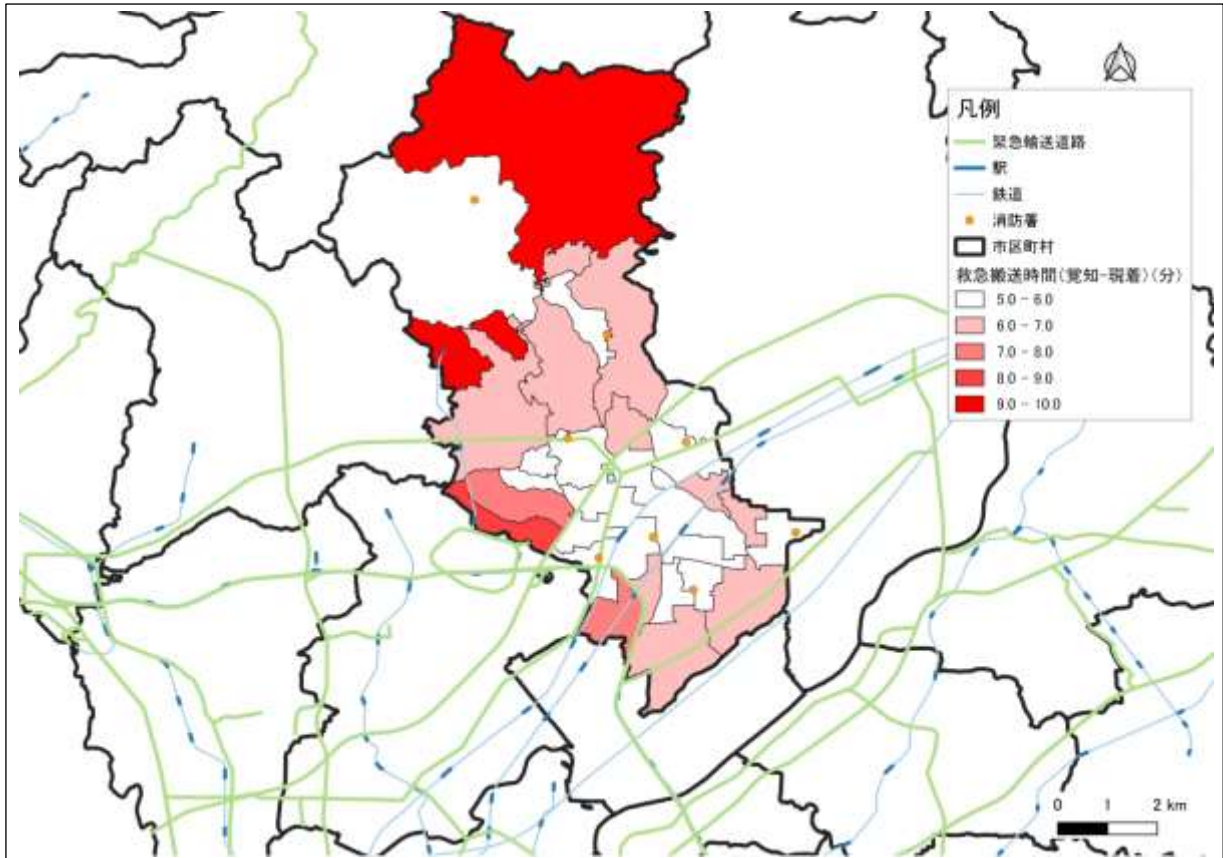 凡例
緊急輸送道路
駅
鉄道
消防署
市区町村
救急搬送時間(覚知-現着)(分)
5.0 - 6.0
6.0 - 7.0
7.0 - 8.0
8.0 - 9.0
9.0 - 10.0
0 1 2 km